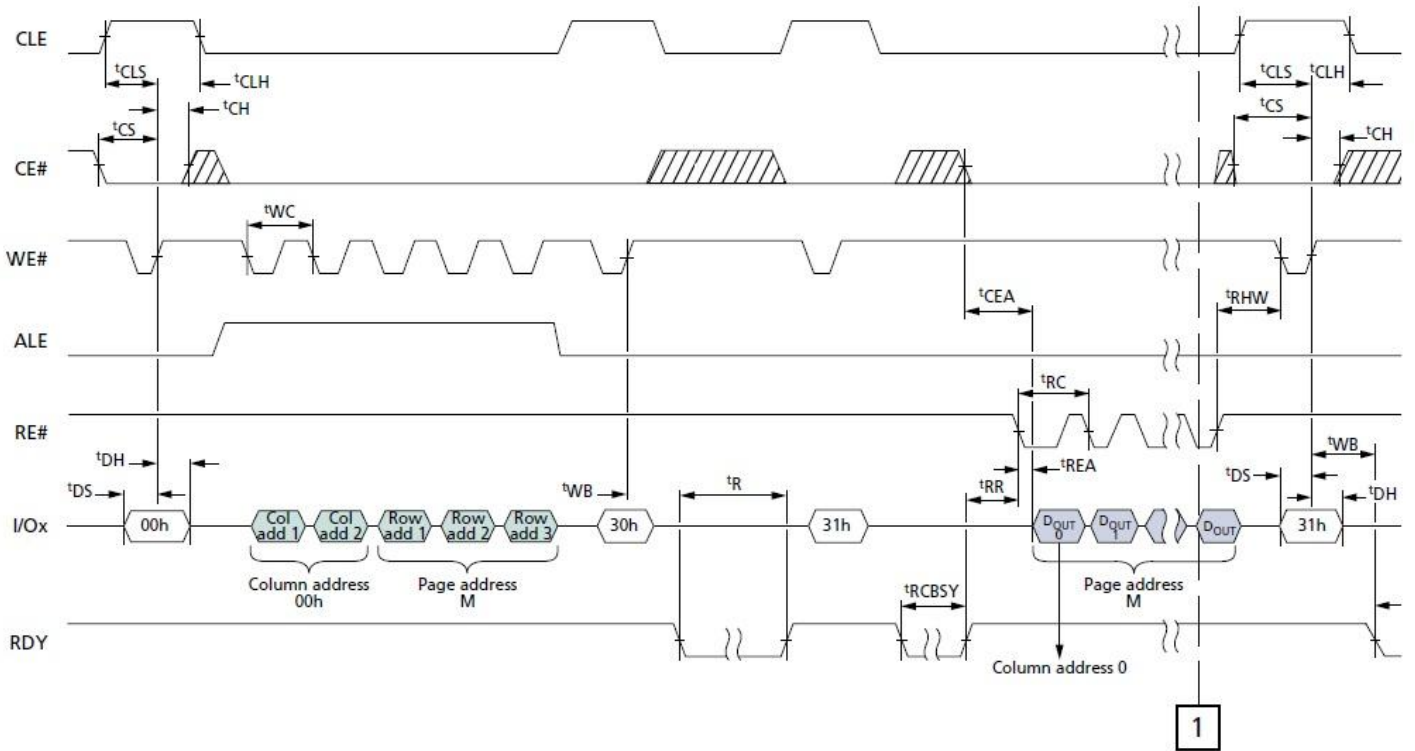 CLE
tCLS
tCLH
tCLS
tCLH
tCH
tCS
tCS
tCH
CE#
tWC
WE#
tCEA
tRHW
ALE
tRC
RE#
tDH
tREA
tWB
tDS
tWB
tR
tRR
tDS
tDH
I/Ox
00h
Col add 1
Col add 2
Row add 1
Row add 2
Row add 3
30h
31h
DOUT 0
DOUT 1
DOUT
31h
Column address 00h
Page address M
tRCBSY
Page address M
RDY
Column address 0
1